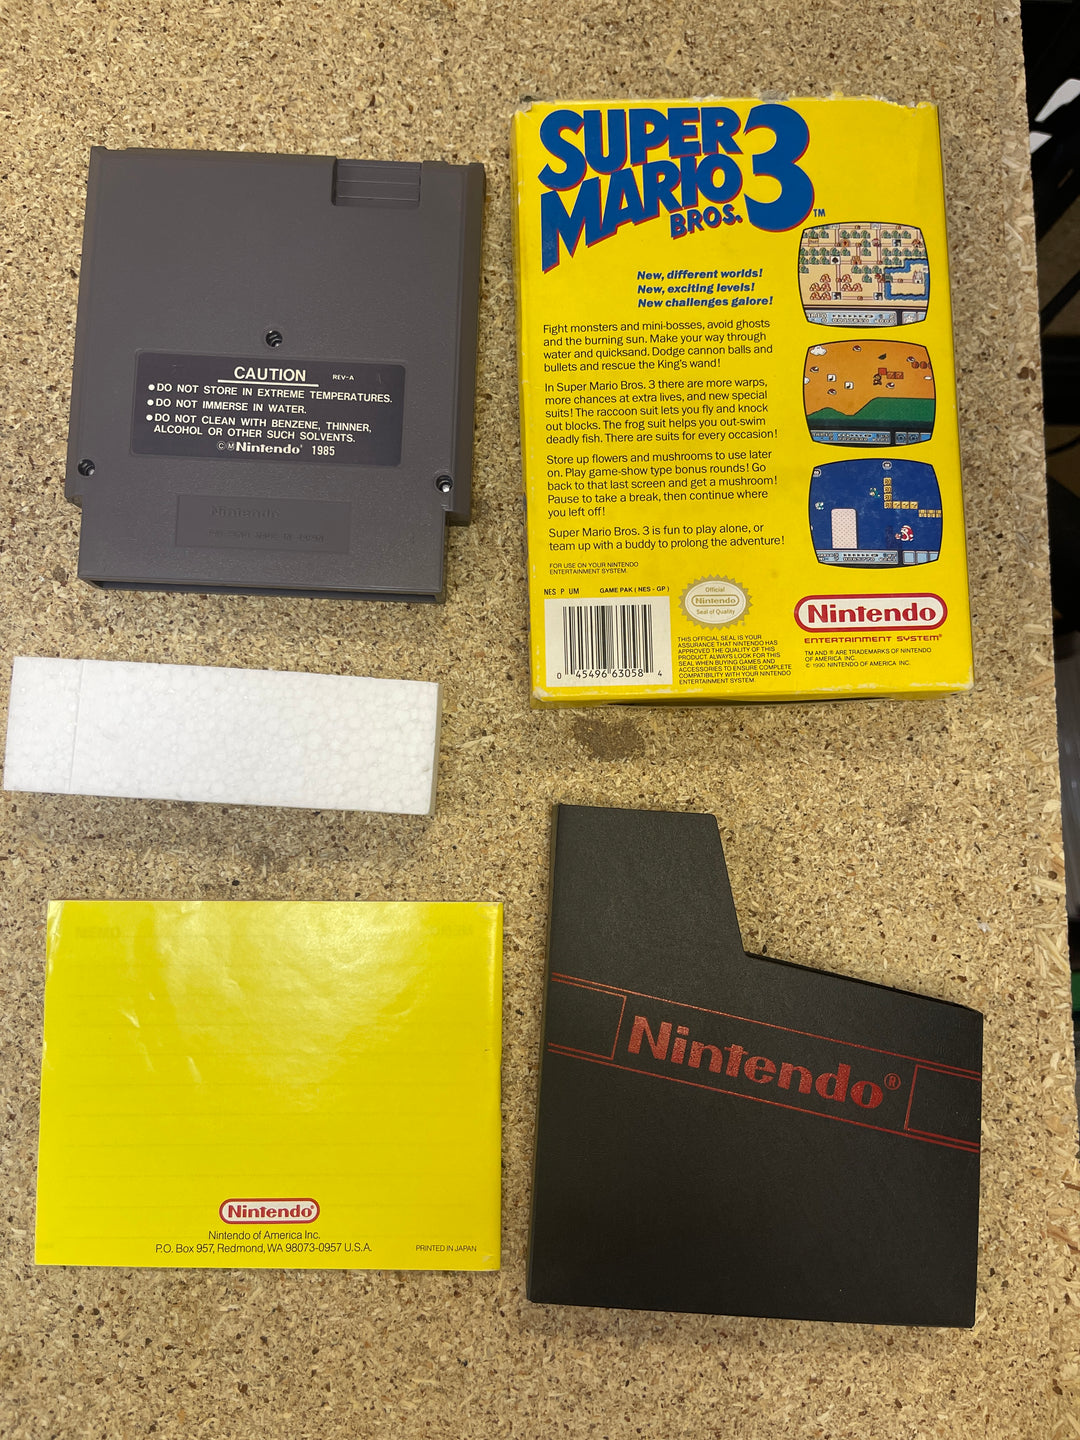 CAUTION REV-A
● DO NOT STORE IN EXTREME TEMPERATURES.
● DO NOT IMMERSE IN WATER.
● DO NOT CLEAN WITH BENZENE, THINNER,
ALCOHOL OR OTHER SUCH SOLVENTS.
©Ⓜ Nintendo® 1985
Nintendo
SUPER
MARIO
BROS. 3™
New, different worlds!
New, exciting levels!
New challenges galore!
Fight monsters and mini-bosses, avoid ghosts
and the burning sun. Make your way through
water and quicksand. Dodge cannon balls and
bullets and rescue the King's wand!
In Super Mario Bros. 3 there are more warps,
more chances at extra lives, and new special
suits! The raccoon suit lets you fly and knock
out blocks. The frog suit helps you out-swim
deadly fish. There are suits for every occasion!
Store up flowers and mushrooms to use later
on. Play game-show type bonus rounds! Go
back to that last screen and get a mushroom!
Pause to take a break, then continue where
you left off!
Super Mario Bros. 3 is fun to play alone, or
team up with a buddy to prolong the adventure!
FOR USE ON YOUR NINTENDO
ENTERTAINMENT SYSTEM.
NES P UM GAME PAK ( NES - GP )
0 45496 63058 4
Official
Nintendo
Seal of Quality
THIS OFFICIAL SEAL IS YOUR
ASSURANCE THAT NINTENDO HAS
APPROVED THE QUALITY OF THIS
PRODUCT. ALWAYS LOOK FOR THIS
SEAL WHEN BUYING GAMES AND
ACCESSORIES TO ENSURE COMPLETE
COMPATIBILITY WITH YOUR NINTENDO
ENTERTAINMENT SYSTEM.
Nintendo®
ENTERTAINMENT SYSTEM®
TM AND ® ARE TRADEMARKS OF NINTENDO
OF AMERICA INC.
© 1990 NINTENDO OF AMERICA INC.
Nintendo®
Nintendo of America Inc.
P.O. Box 957, Redmond, WA 98073-0957 U.S.A.
PRINTED IN JAPAN
Nintendo®